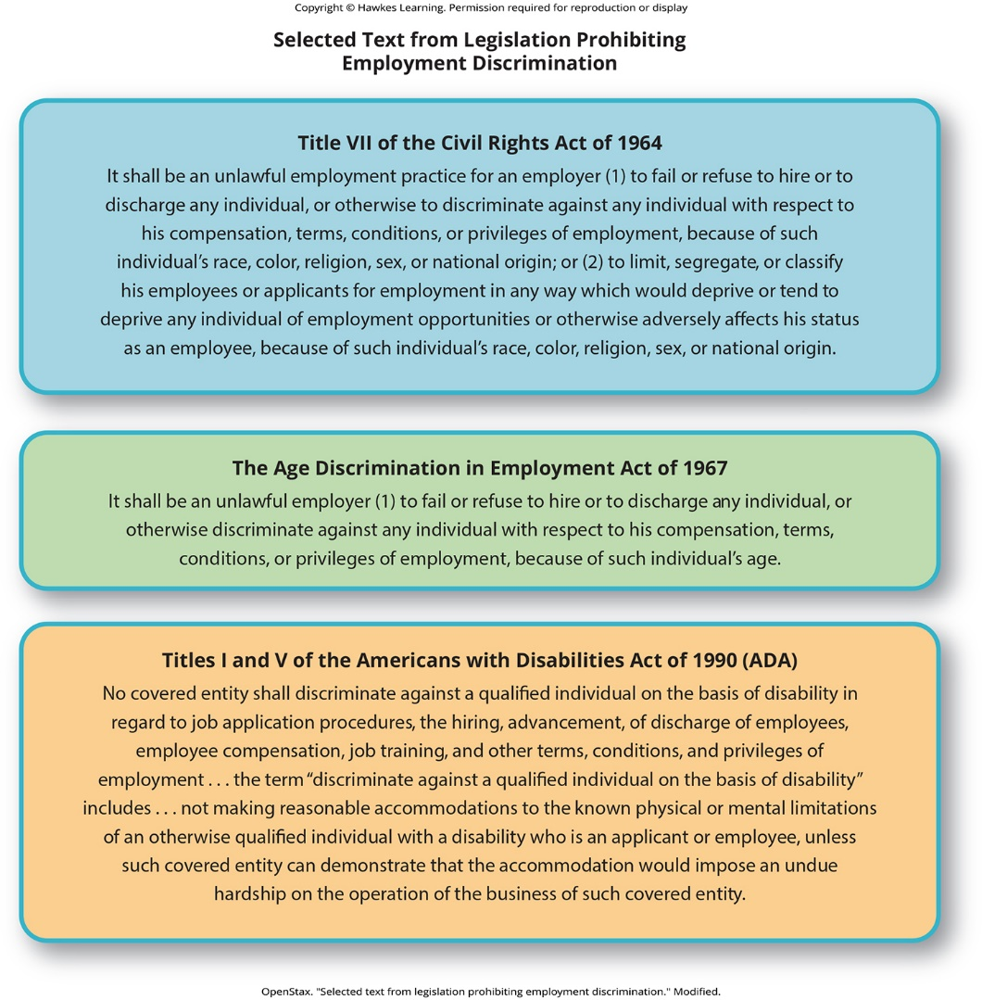 Copyright © Hawkes Learning. Permission required for reproduction or display
Selected Text from Legislation Prohibiting
Employment Discrimination
Title VII of the Civil Rights Act of 1964
It shall be an unlawful employment practice for an employer (1) to fail or refuse to hire or to
discharge any individual, or otherwise to discriminate against any individual with respect to
his compensation, terms, conditions, or privileges of employment, because of such
individual’s race, color, religion, sex, or national origin; or (2) to limit, segregate, or classify
his employees or applicants for employment in any way which would deprive or tend to
deprive any individual of employment opportunities or otherwise adversely affects his status
as an employee, because of such individual’s race, color, religion, sex, or national origin.
The Age Discrimination in Employment Act of 1967
It shall be an unlawful employer (1) to fail or refuse to hire or to discharge any individual, or
otherwise discriminate against any individual with respect to his compensation, terms,
conditions, or privileges of employment, because of such individual’s age.
Titles I and V of the Americans with Disabilities Act of 1990 (ADA)
No covered entity shall discriminate against a qualified individual on the basis of disability in
regard to job application procedures, the hiring, advancement, of discharge of employees,
employee compensation, job training, and other terms, conditions, and privileges of
employment . . . the term “discriminate against a qualified individual on the basis of disability”
includes . . . not making reasonable accommodations to the known physical or mental limitations
of an otherwise qualified individual with a disability who is an applicant or employee, unless
such covered entity can demonstrate that the accommodation would impose an undue
hardship on the operation of the business of such covered entity.
OpenStax. "Selected text from legislation prohibiting employment discrimination." Modified.